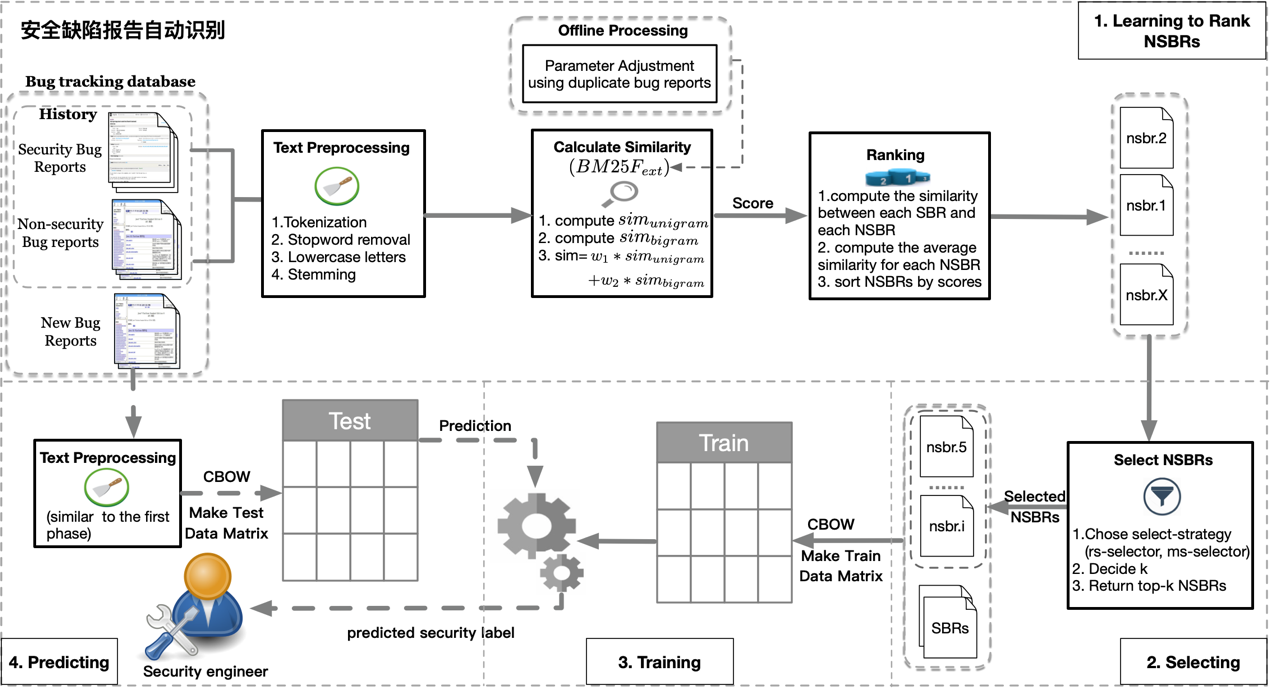 安全缺陷报告自动识别
Offline Processing
Parameter Adjustment
using duplicate bug reports
1. Learning to Rank
NSBRs
Bug tracking database
History
Security Bug
Reports
Non-security
Bug reports
New Bug
Reports
Text Preprocessing
1.Tokenization
2. Stopword removal
3. Lowercase letters
4. Stemming
Calculate Similarity
(BM25F_ext)
1. compute sim_unigram
2. compute sim_bigram
3. sim= w_1 * sim_unigram
+w_2 * sim_bigram
Score
Ranking
2 1 3
1.compute the similarity
between each SBR and
each NSBR
2. compute the average
similarity for each NSBR
3. sort NSBRs by scores
nsbr.2
nsbr.1
......
nsbr.X
Text Preprocessing
(similar to the first
phase)
CBOW
Make Test
Data Matrix
Test
Prediction
Train
CBOW
Make Train
Data Matrix
nsbr.5
......
nsbr.i
SBRs
Selected
NSBRs
Select NSBRs
1.Chose select-strategy
(rs-selector, ms-selector)
2. Decide k
3. Return top-k NSBRs
predicted security label
Security engineer
4. Predicting
3. Training
2. Selecting